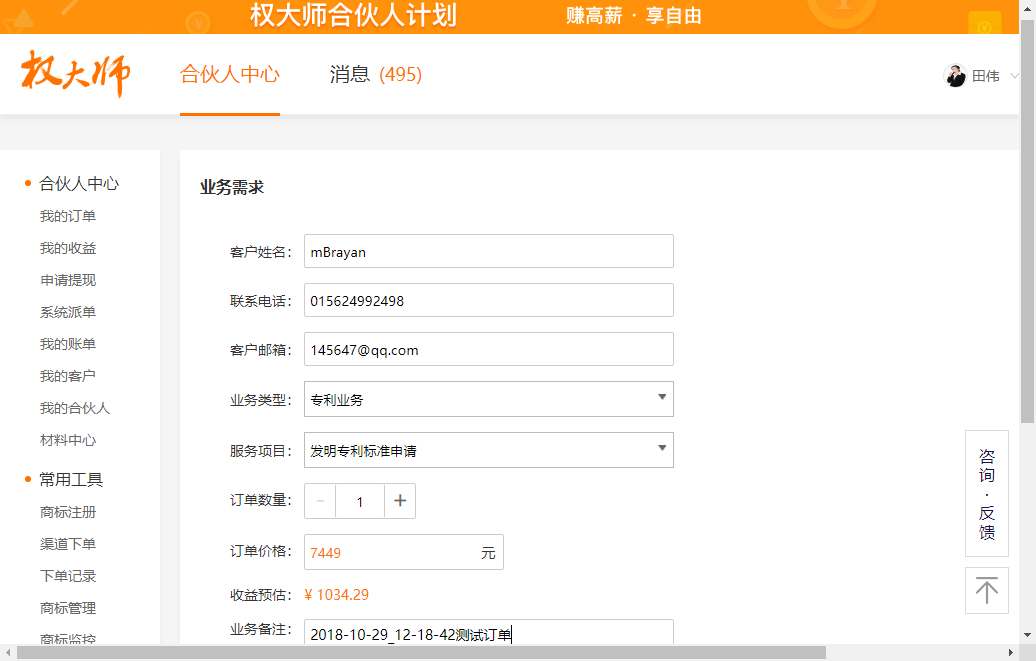 权大师合伙人计划 赚高薪 · 享自由
权大师 合伙人中心 消息 (495) 田伟
合伙人中心
我的订单
我的收益
申请提现
系统派单
我的账单
我的客户
我的合伙人
材料中心
常用工具
商标注册
渠道下单
下单记录
商标管理
商标监控
业务需求
客户姓名： mBrayan
联系电话： 015624992498
客户邮箱： 145647@qq.com
业务类型： 专利业务
服务项目： 发明专利标准申请
订单数量： − 1 +
订单价格： 7449 元
收益预估： ¥ 1034.29
业务备注： 2018-10-29_12-18-42测试订单
咨询·反馈